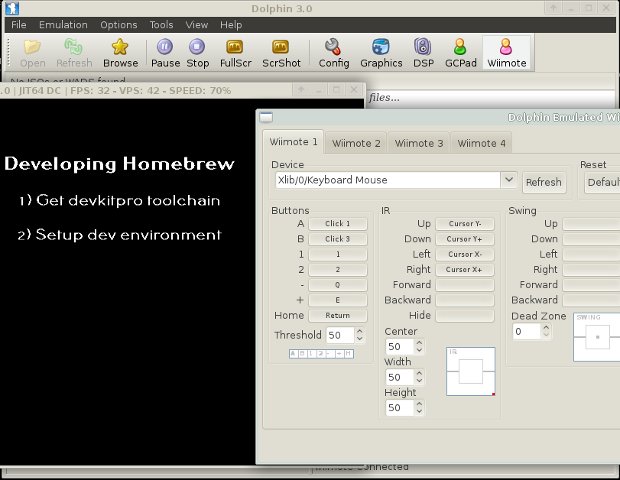 Dolphin 3.0
File Emulation Options Tools View Help
Open Refresh Browse Pause Stop FullScr ScrShot Config Graphics DSP GCPad Wiimote
.0 | JIT64 DC | FPS: 32 - VPS: 42 - SPEED: 70%
files...
Developing Homebrew
1) Get devkitpro toolchain
2) Setup dev environment
Dolphin Emulated Wi
Wiimote 1 Wiimote 2 Wiimote 3 Wiimote 4
Device Reset
Xlib/0/Keyboard Mouse Refresh Defaul
Buttons IR Swing
A Click 1 Up Cursor Y- Up
B Click 3 Down Cursor Y+ Down
1 1 Left Cursor X- Left
2 2 Right Cursor X+ Right
- Q Forward Forward
+ E Backward Backward
Home Return Hide Dead Zone SWING
Threshold 50 Center 0
A B 1 2 - + H 50 IR
Width
50
Height
50
Wiimote Connected